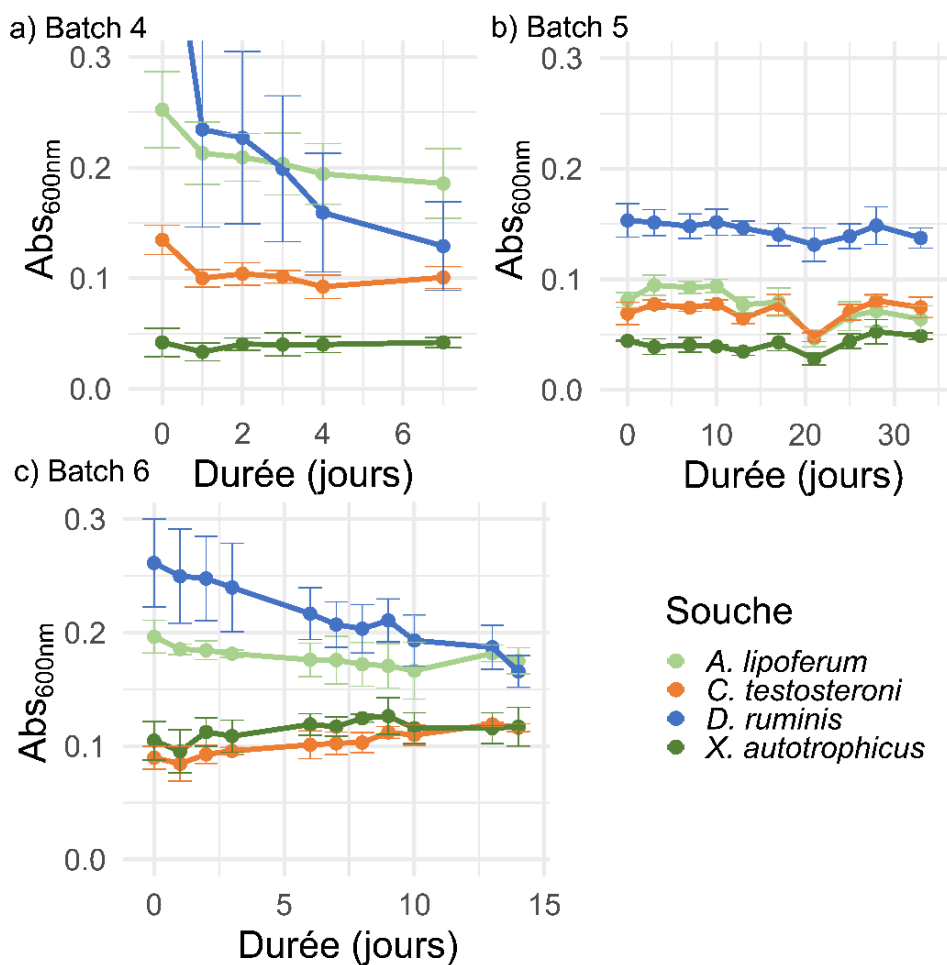 a) Batch 4
0.3
0.2
0.1
0.0
Abs600nm
0 2 4 6
Durée (jours)
b) Batch 5
0.3
0.2
0.1
0.0
Abs600nm
0 10 20 30
Durée (jours)
c) Batch 6
0.3
0.2
0.1
0.0
Abs600nm
0 5 10 15
Durée (jours)
Souche
A. lipoferum
C. testosteroni
D. ruminis
X. autotrophicus